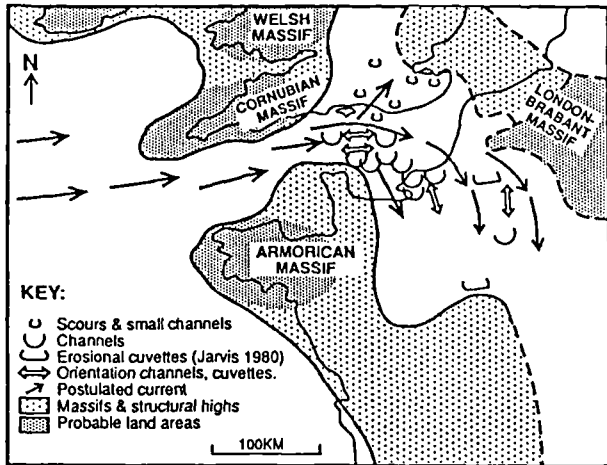 WELSH
MASSIF
N
CORNUBIAN
MASSIF
LONDON-
BRABANT
MASSIF
ARMORICAN
MASSIF
KEY:
Scours & small channels
Channels
Erosional cuvettes (Jarvis 1980)
Orientation channels, cuvettes.
Postulated current
Massifs & structural highs
Probable land areas
100KM